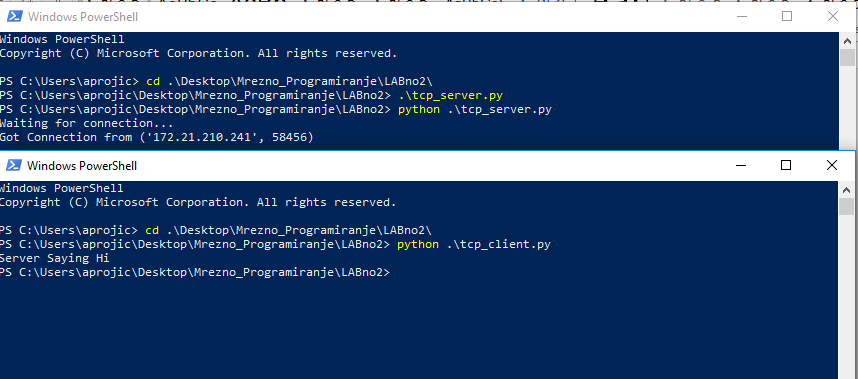 Windows PowerShell
Windows PowerShell
Copyright (C) Microsoft Corporation. All rights reserved.
PS C:\Users\aprojic> cd .\Desktop\Mrezno_Programiranje\LABno2\
PS C:\Users\aprojic\Desktop\Mrezno_Programiranje\LABno2> .\tcp_server.py
PS C:\Users\aprojic\Desktop\Mrezno_Programiranje\LABno2> python .\tcp_server.py
Waiting for connection...
Got Connection from ('172.21.210.241', 58456)
Windows PowerShell
Windows PowerShell
Copyright (C) Microsoft Corporation. All rights reserved.
PS C:\Users\aprojic> cd .\Desktop\Mrezno_Programiranje\LABno2\
PS C:\Users\aprojic\Desktop\Mrezno_Programiranje\LABno2> python .\tcp_client.py
Server Saying Hi
PS C:\Users\aprojic\Desktop\Mrezno_Programiranje\LABno2>